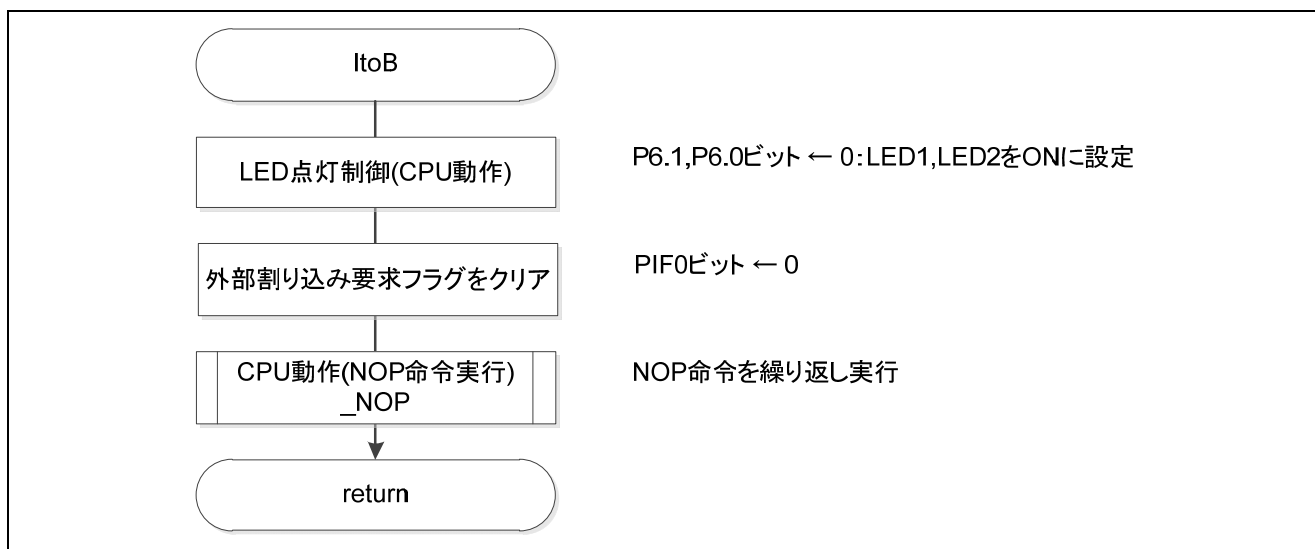 ItoB
LED点灯制御(CPU動作)
P6.1,P6.0ビット ← 0:LED1,LED2をONに設定
外部割り込み要求フラグをクリア
PIF0ビット ← 0
CPU動作(NOP命令実行)
_NOP
NOP命令を繰り返し実行
return